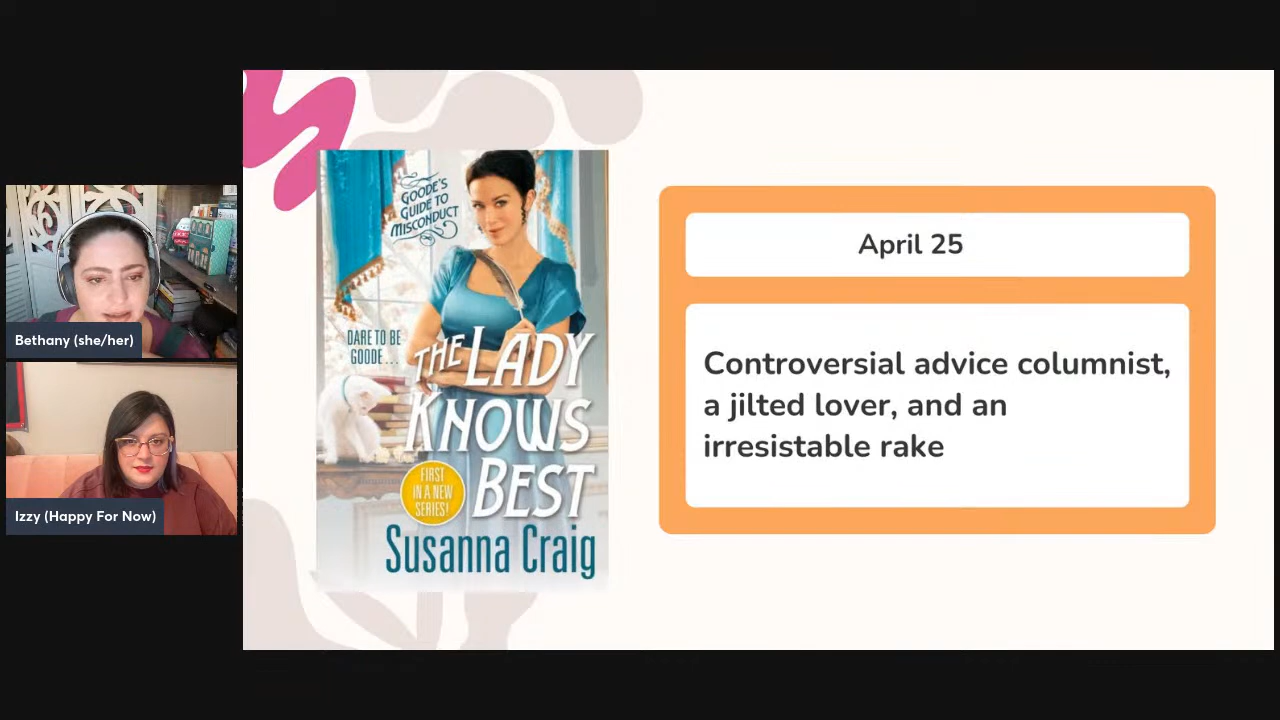 Bethany (she/her)
Izzy (Happy For Now)
GOODE'S
GUIDE TO
MISCONDUCT
DARE TO BE
GOODE...
THE LADY
KNOWS
BEST
FIRST
IN A NEW
SERIES!
Susanna Craig
April 25
Controversial advice columnist,
a jilted lover, and an
irresistable rake